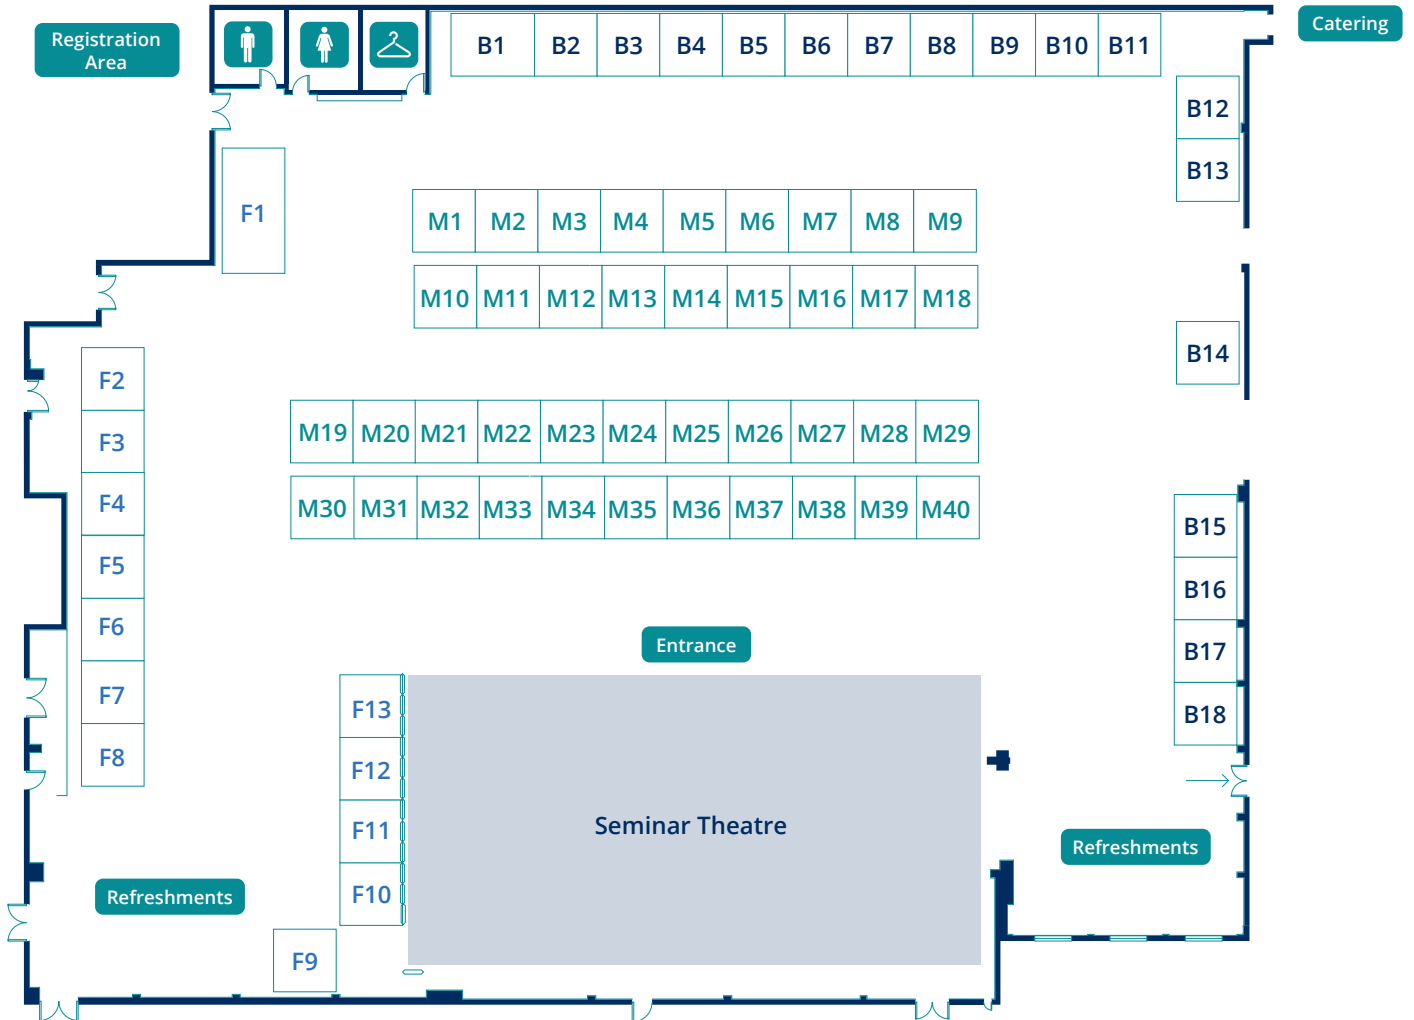 Registration
Area
Catering
B1 B2 B3 B4 B5 B6 B7 B8 B9 B10 B11
B12
B13
F1
M1 M2 M3 M4 M5 M6 M7 M8 M9
M10 M11 M12 M13 M14 M15 M16 M17 M18
B14
F2
F3
F4
F5
F6
F7
F8
M19 M20 M21 M22 M23 M24 M25 M26 M27 M28 M29
M30 M31 M32 M33 M34 M35 M36 M37 M38 M39 M40
B15
B16
B17
B18
Entrance
F13
F12
F11
F10
F9
Seminar Theatre
Refreshments
Refreshments